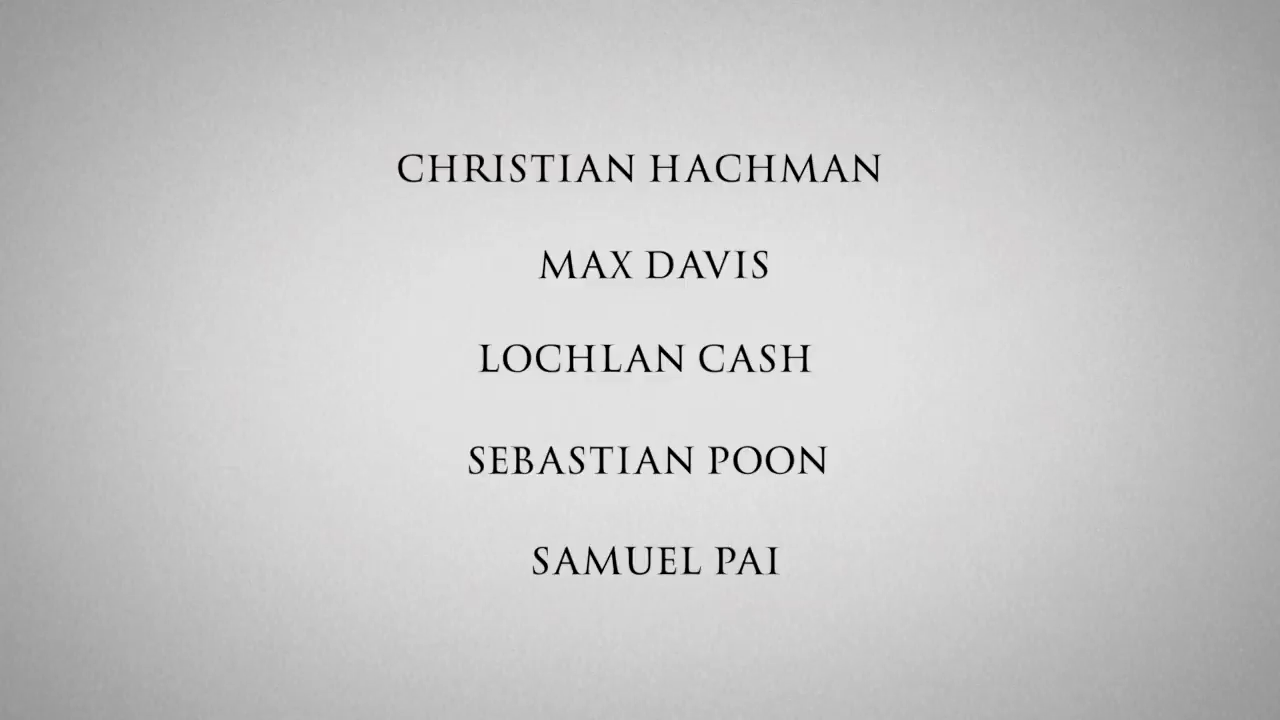 CHRISTIAN HACHMAN
MAX DAVIS
LOCHLAN CASH
SEBASTIAN POON
SAMUEL PAI